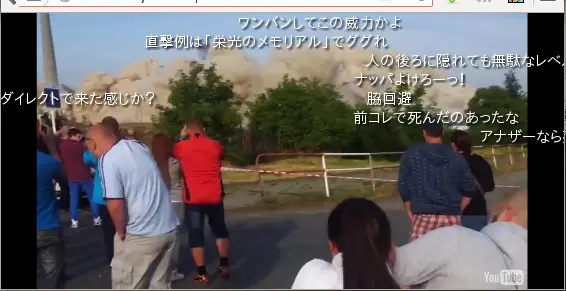 ワンバンしてこの威力かよ
直撃例は「栄光のメモリアル」でググれ
人の後ろに隠れても無駄なレベル
ナッパよけろーっ！
ダイレクトで来た感じか？
脇回避
前コレで死んだのあったな
アナザーなら
YouTube